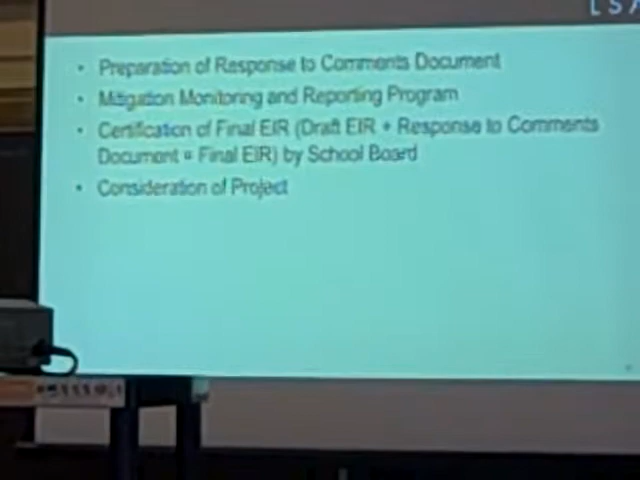 LSA
• Preparation of Response to Comments Document
• Mitigation Monitoring and Reporting Program
• Certification of Final EIR (Draft EIR + Response to Comments
Document = Final EIR) by School Board
• Consideration of Project